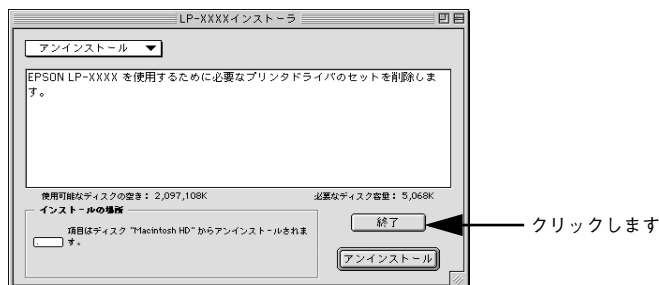 LP-XXXXインストーラ
アンインストール
EPSON LP-XXXX を使用するために必要なプリンタドライバのセットを削除しま
す。
使用可能なディスクの空き： 2,097,108K
必要なディスク容量： 5,068K
インストールの場所
項目はディスク "Macintosh HD" からアンインストールされま
す。
終了
クリックします
アンインストール